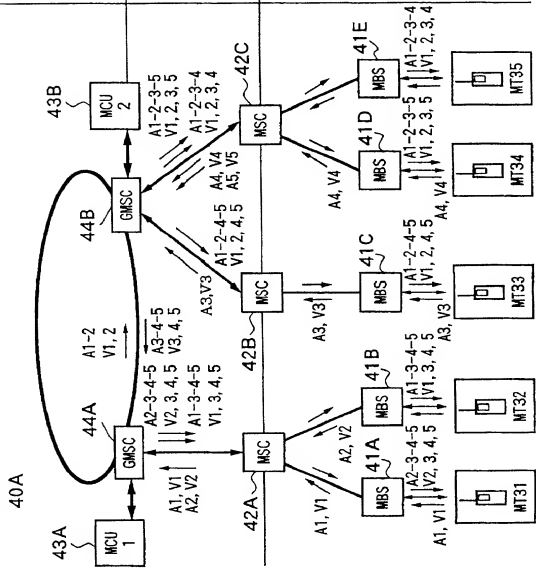 40A
43A
MCU
1
44A
GMSC
A1-2
V1, 2
A3-4-5
V3, 4, 5
44B
GMSC
43B
MCU
2
A1, V1
A2, V2
A2-3-4-5
V2, 3, 4, 5
A1-3-4-5
V1, 3, 4, 5
A3, V3
A1-2-4-5
V1, 2, 4, 5
A1-2-3-5
V1, 2, 3, 5
A1-2-3-4
V1, 2, 3, 4
A4, V4
A5, V5
42A
MSC
42B
MSC
42C
MSC
A1, V1
A2, V2
A3, V3
A4, V4
41A
MBS
41B
MBS
41C
MBS
41D
MBS
41E
MBS
A1, V1
A2-3-4-5
V2, 3, 4, 5
A1-3-4-5
V1, 3, 4, 5
A3, V3
A1-2-4-5
V1, 2, 4, 5
A4, V4
A1-2-3-5
V1, 2, 3, 5
A1-2-3-4
V1, 2, 3, 4
MT31
MT32
MT33
MT34
MT35